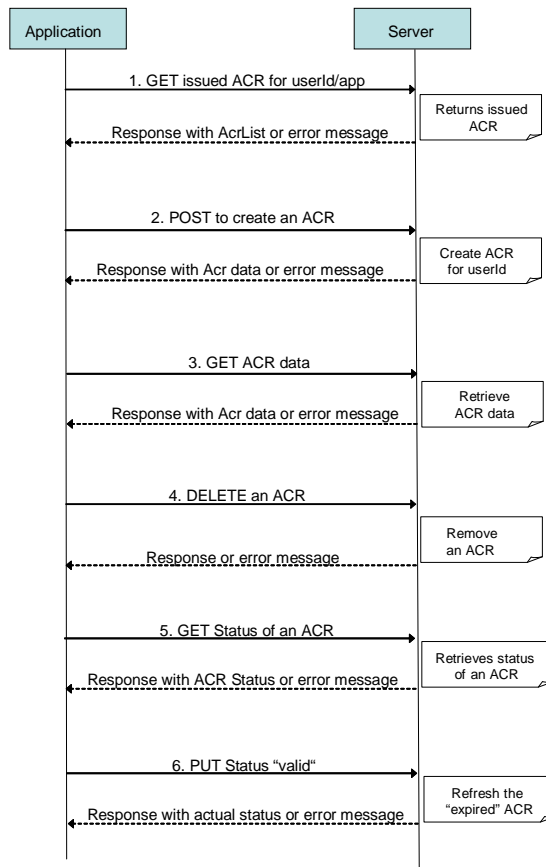 Application
Server
1. GET issued ACR for userId/app
Returns issued
ACR
Response with AcrList or error message
2. POST to create an ACR
Create ACR
for userId
Response with Acr data or error message
3. GET ACR data
Retrieve
ACR data
Response with Acr data or error message
4. DELETE an ACR
Remove
an ACR
Response or error message
5. GET Status of an ACR
Retrieves status
of an ACR
Response with ACR Status or error message
6. PUT Status “valid“
Refresh the
“expired” ACR
Response with actual status or error message